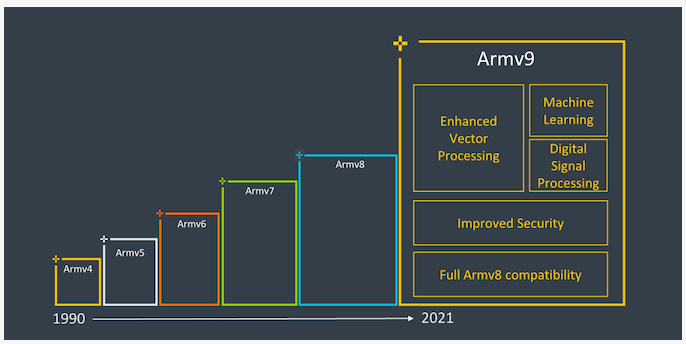 Armv9
Enhanced
Vector
Processing
Machine
Learning
Digital
Signal
Processing
Improved Security
Full Armv8 compatibility
Armv8
Armv7
Armv6
Armv5
Armv4
1990
2021